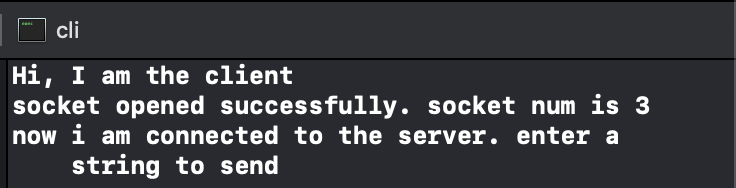 cli
Hi, I am the client
socket opened successfully. socket num is 3
now i am connected to the server. enter a
string to send